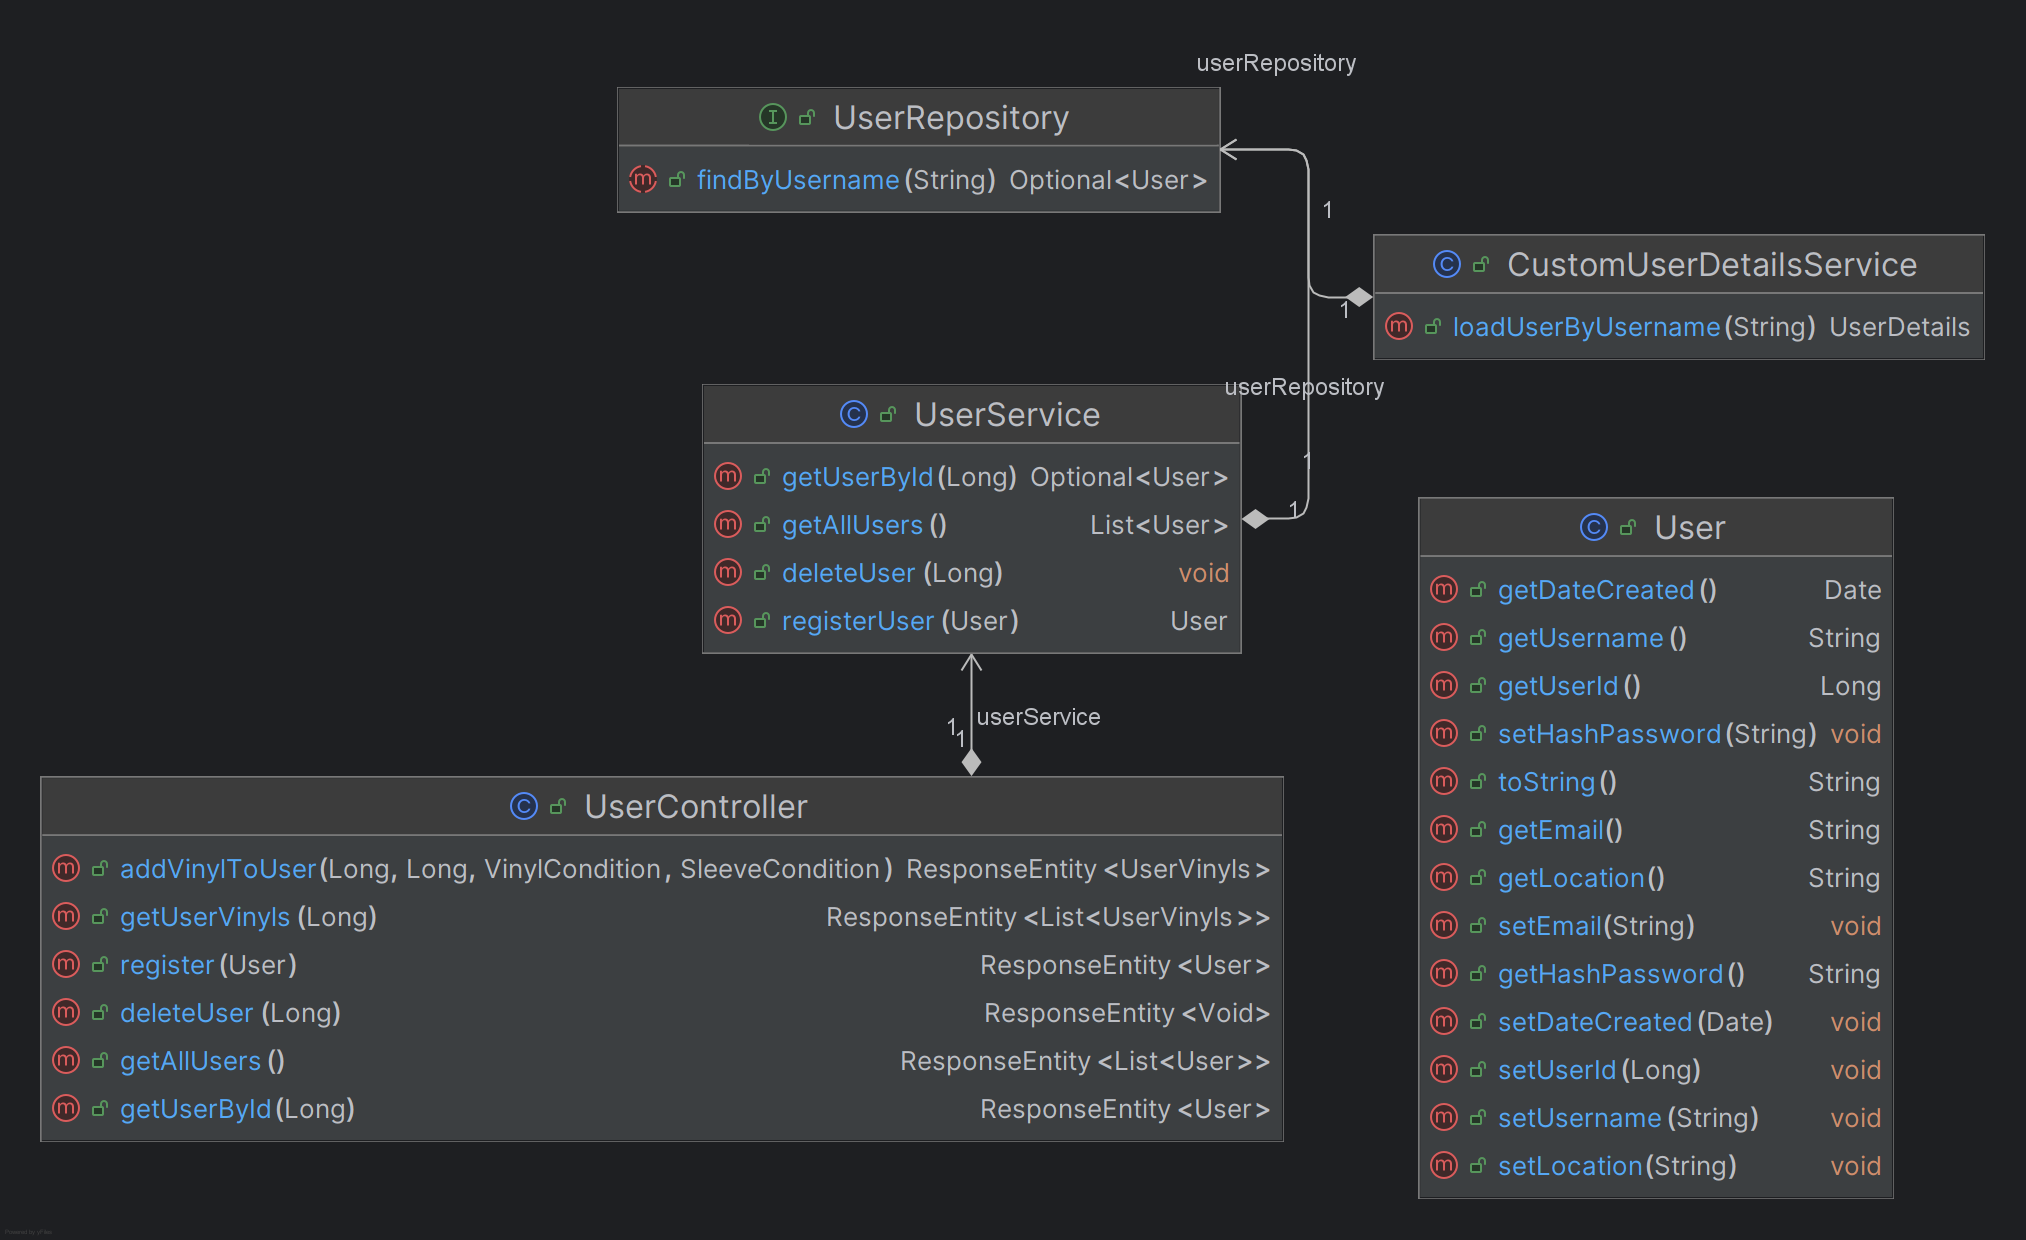 userRepository
UserRepository
findByUsername(String) Optional<User>
1
CustomUserDetailsService
1
loadUserByUsername(String) UserDetails
userRepository
UserService
1
getUserById(Long) Optional<User>
getAllUsers() List<User>
1
deleteUser(Long) void
registerUser(User) User
User
getDateCreated() Date
getUsername() String
getUserId() Long
setHashPassword(String) void
toString() String
getEmail() String
getLocation() String
setEmail(String) void
getHashPassword() String
setDateCreated(Date) void
setUserId(Long) void
setUsername(String) void
setLocation(String) void
userService
1
1
UserController
addVinylToUser(Long, Long, VinylCondition, SleeveCondition) ResponseEntity<UserVinyls>
getUserVinyls(Long) ResponseEntity<List<UserVinyls>>
register(User) ResponseEntity<User>
deleteUser(Long) ResponseEntity<Void>
getAllUsers() ResponseEntity<List<User>>
getUserById(Long) ResponseEntity<User>